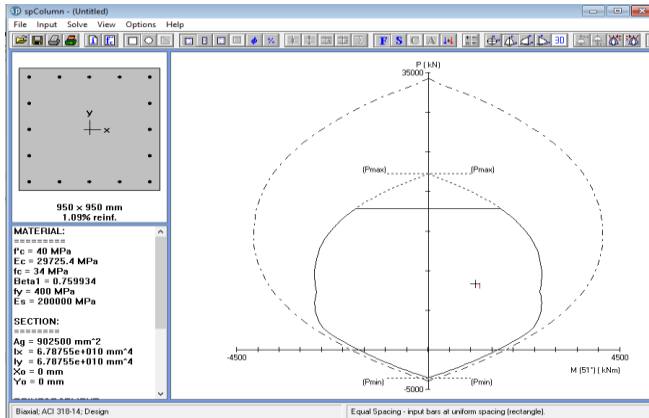 spColumn - (Untitled)
File Input Solve View Options Help
F S C A 3D
y
x
950 x 950 mm
1.09% reinf.
MATERIAL:
=========
f'c = 40 MPa
Ec = 29725.4 MPa
fc = 34 MPa
Beta1 = 0.759934
fy = 400 MPa
Es = 200000 MPa
SECTION:
========
Ag = 902500 mm^2
Ix = 6.78755e+010 mm^4
Iy = 6.78755e+010 mm^4
Xo = 0 mm
Yo = 0 mm
P ( kN)
35000
(Pmax) (Pmax)
1
-4500 4500
M (51°) ( kNm)
(Pmin) (Pmin)
-5000
Biaxial; ACI 318-14; Design
Equal Spacing - input bars at uniform spacing (rectangle).